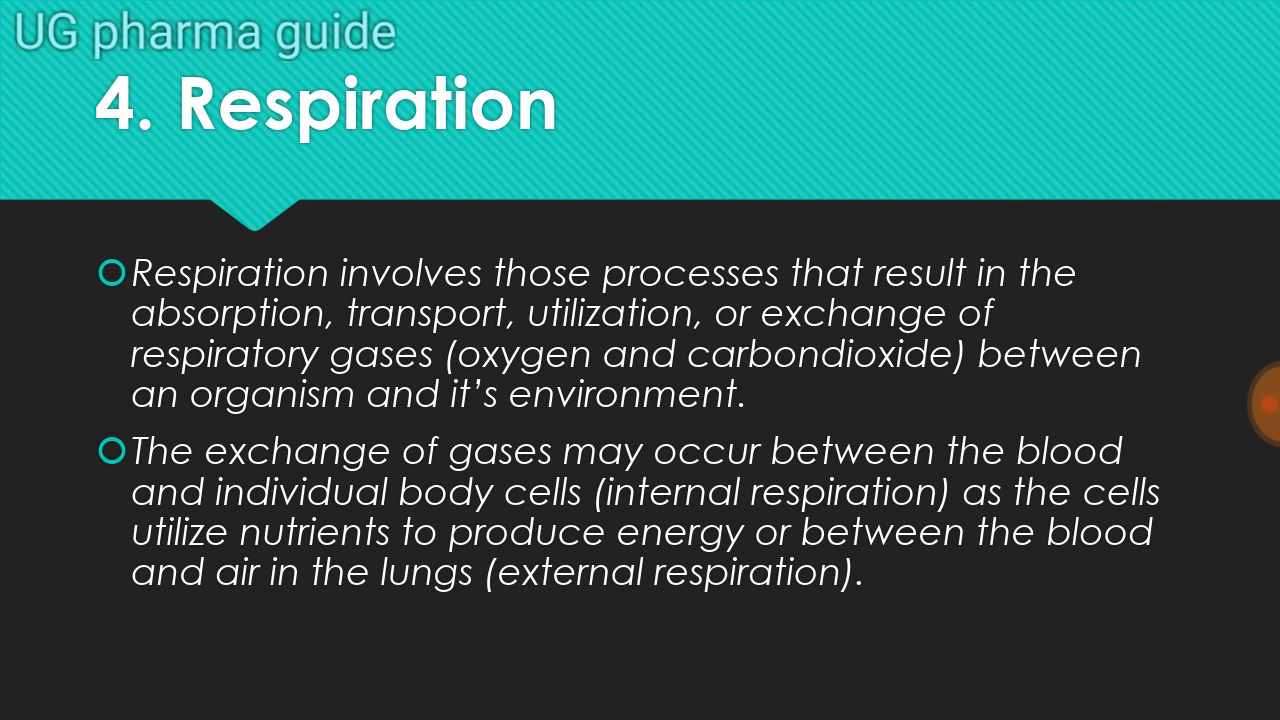 UG pharma guide
4. Respiration
Respiration involves those processes that result in the
absorption, transport, utilization, or exchange of
respiratory gases (oxygen and carbondioxide) between
an organism and it’s environment.
The exchange of gases may occur between the blood
and individual body cells (internal respiration) as the cells
utilize nutrients to produce energy or between the blood
and air in the lungs (external respiration).